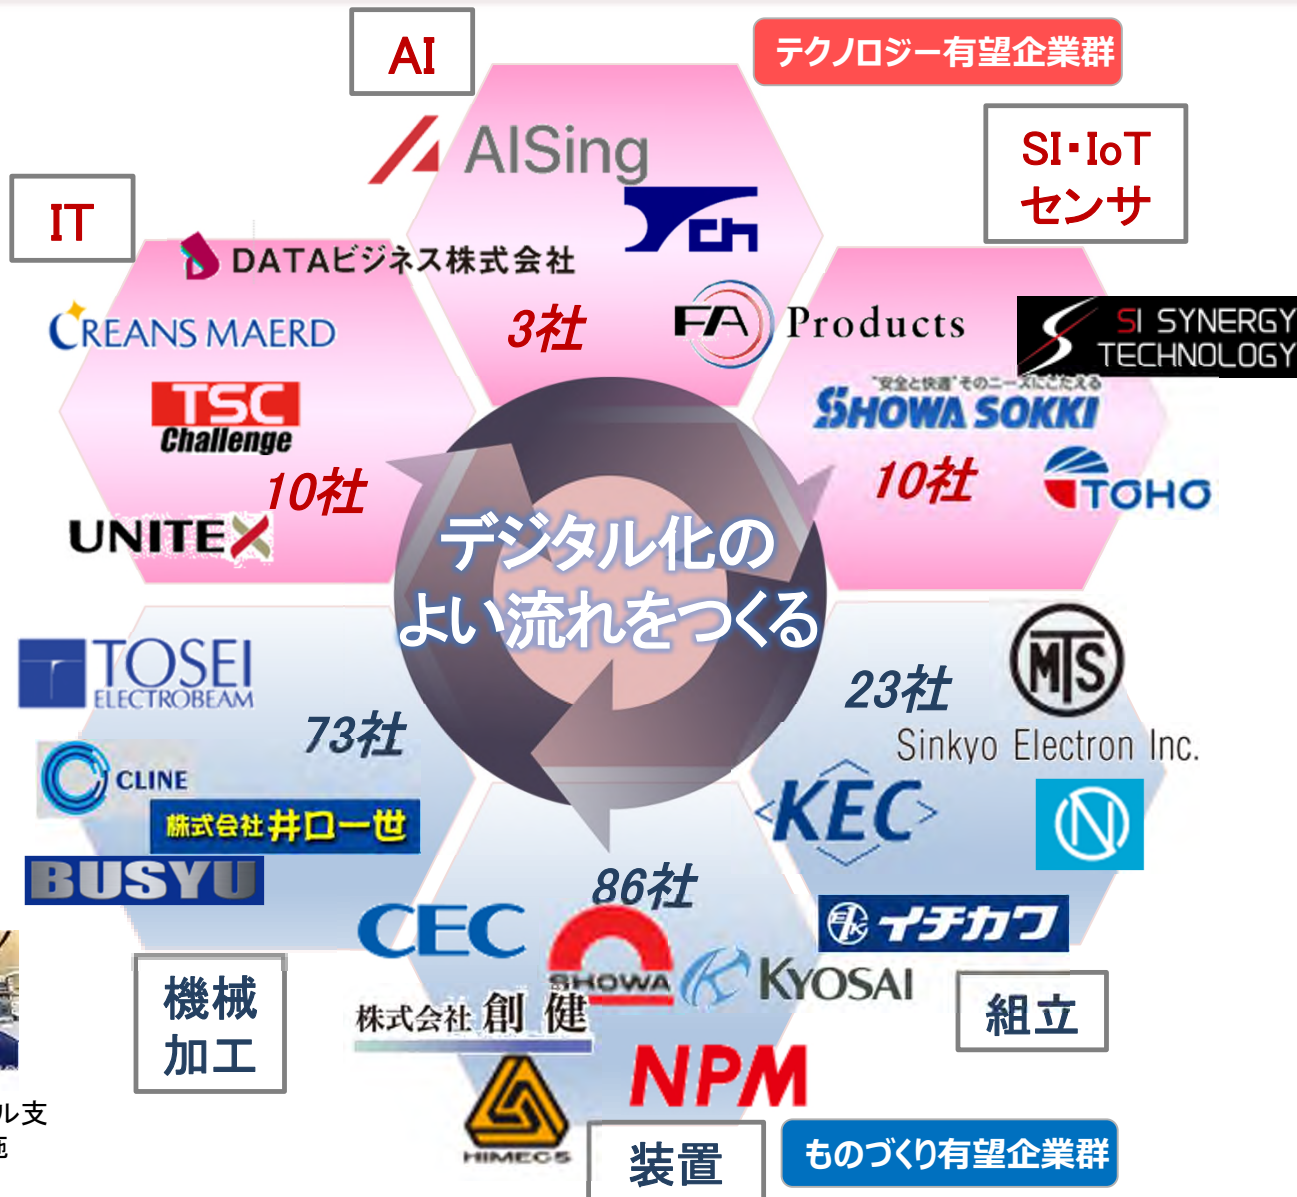 AI
テクノロジー有望企業群
SI・IoT
センサ
IT
AISing
Ych
DATAビジネス株式会社
3社
CREANS MAERD
FA Products
SI SYNERGY
TECHNOLOGY
"安全と快適"そのニーズにこたえる
SHOWA SOKKI
TSC
Challenge
10社
10社
TOHO
UNITEX
デジタル化の
よい流れをつくる
TOSEI
ELECTROBEAM
73社
23社
MTS
Sinkyo Electron Inc.
CLINE
株式会社井口一世
KEC
N
BUSYU
86社
CEC
SHOWA
KYOSAI
イチカワ
株式会社 創健
機械
加工
組立
NPM
HIMECS
ル支
装置
ものづくり有望企業群